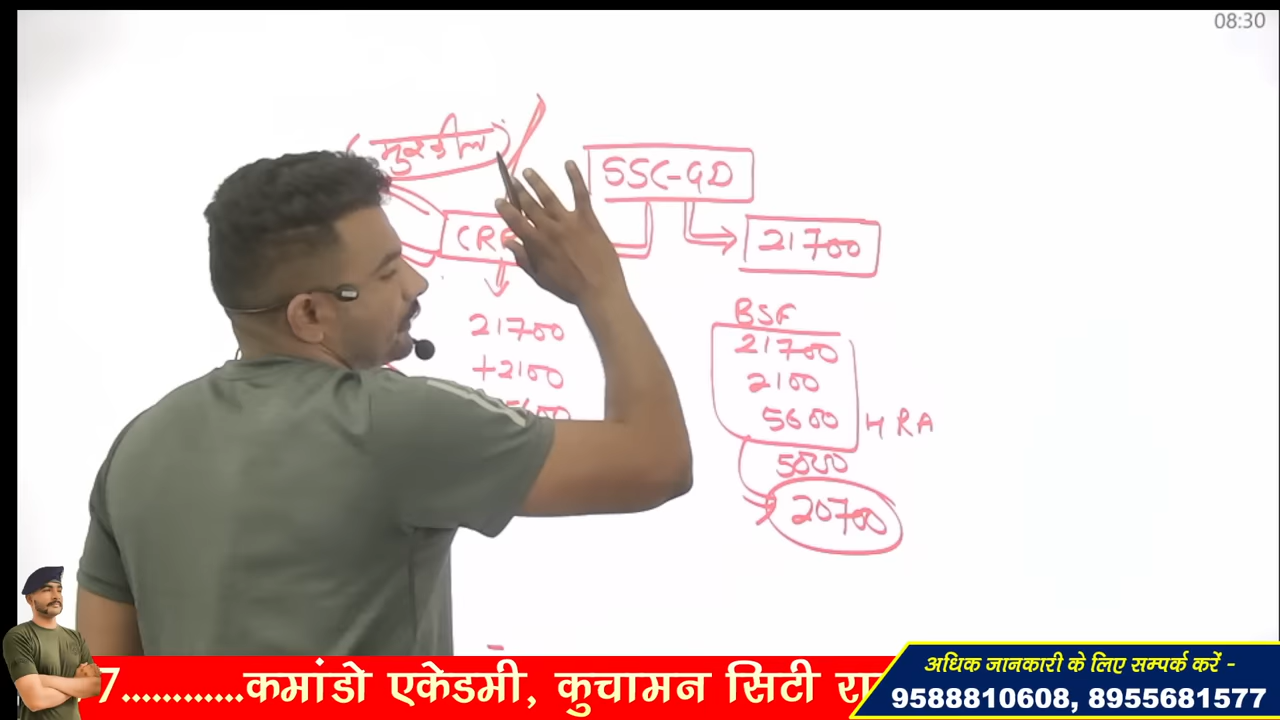 08:30
SSC-GD
21700
21700
+2100
BSF
21700
2100
5600 HRA
5000
20700
7............कमांडो एकेडमी, कुचामन सिटी
अधिक जानकारी के लिए सम्पर्क करें -
9588810608, 8955681577